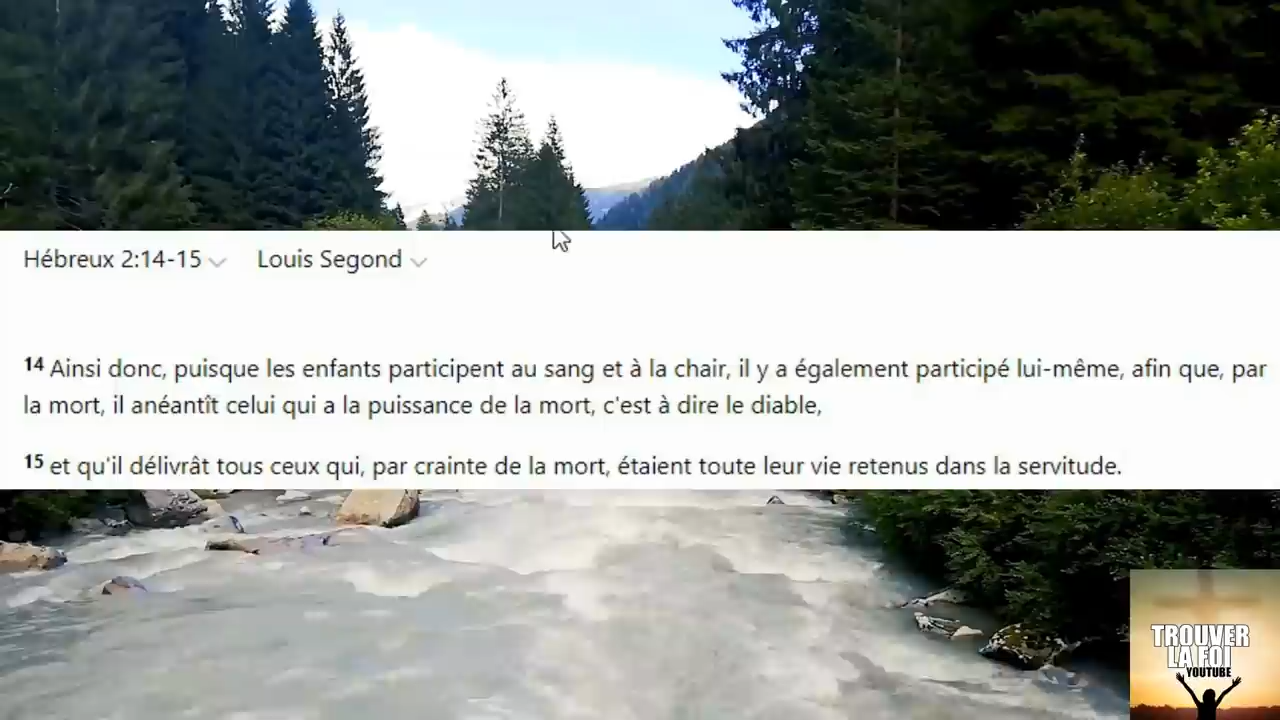 Hébreux 2:14-15 Louis Segond
14 Ainsi donc, puisque les enfants participent au sang et à la chair, il y a également participé lui-même, afin que, par
la mort, il anéantît celui qui a la puissance de la mort, c'est à dire le diable,
15 et qu'il délivrât tous ceux qui, par crainte de la mort, étaient toute leur vie retenus dans la servitude.
TROUVER
LA FOI
YOUTUBE